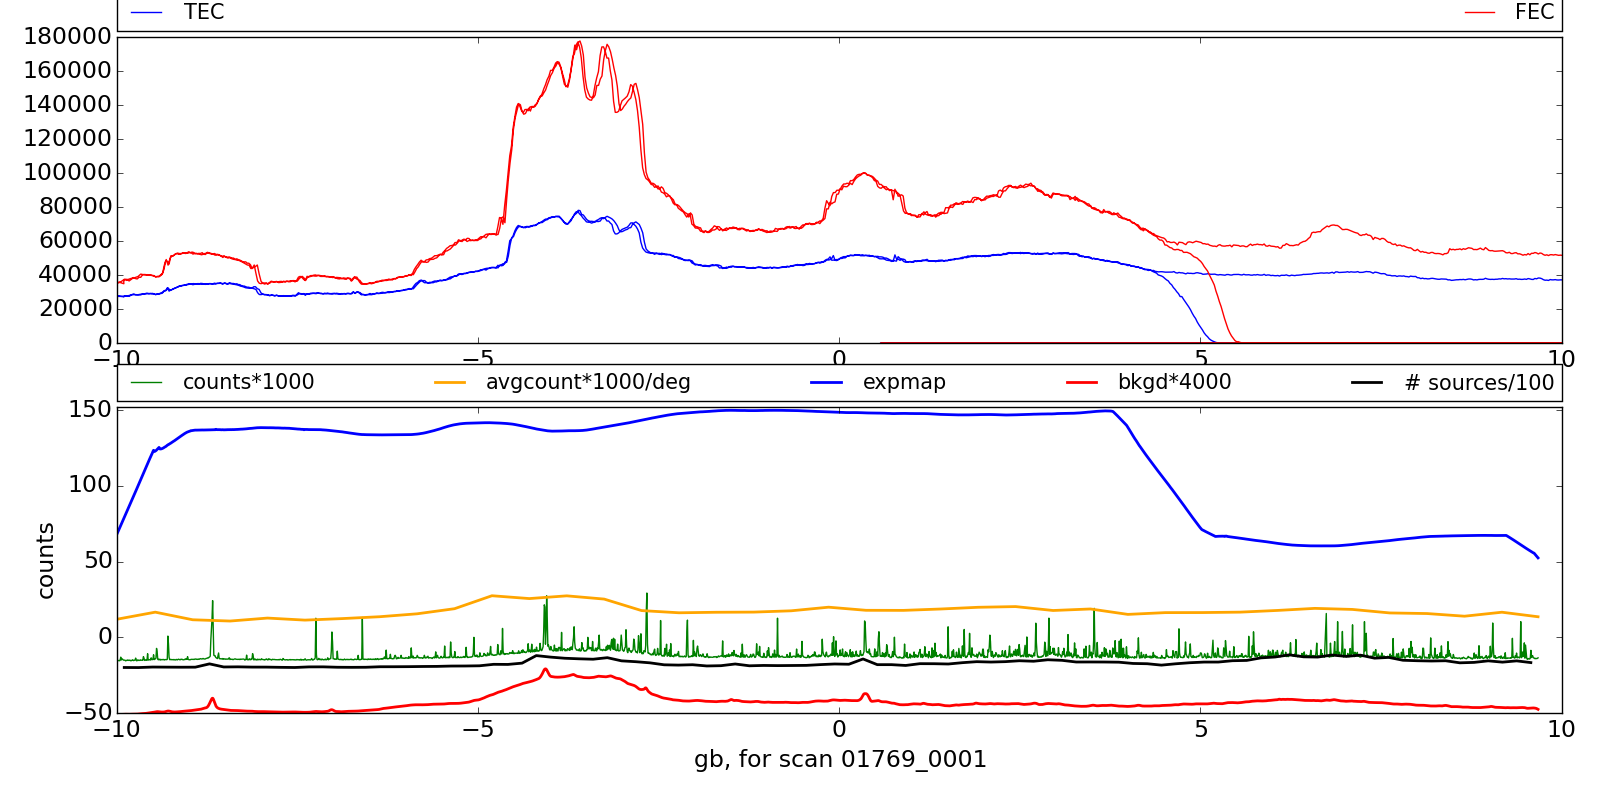 TEC FEC
180000
160000
140000
120000
100000
80000
60000
40000
20000
0
−10 −5 0 5 10
counts*1000 avgcount*1000/deg expmap bkgd*4000 # sources/100
150
100
50
0
−50
counts
−10 −5 0 5 10
gb, for scan 01769_0001